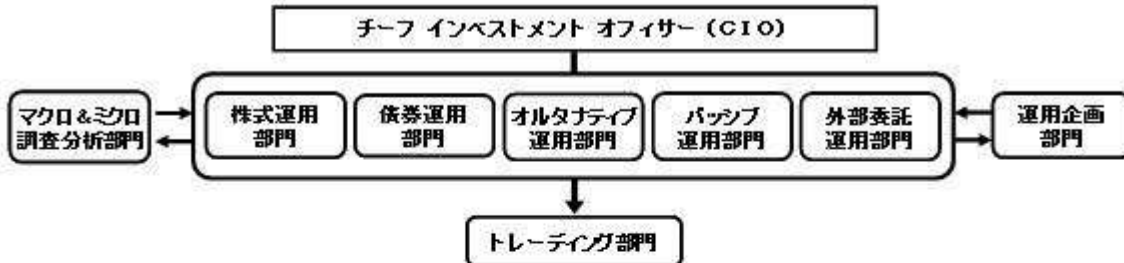 チーフ インベストメント オフィサー（CIO）
マクロ＆ミクロ
調査分析部門
株式運用
部門
債券運用
部門
オルタナティブ
運用部門
パッシブ
運用部門
外部委託
運用部門
運用企画
部門
トレーディング部門